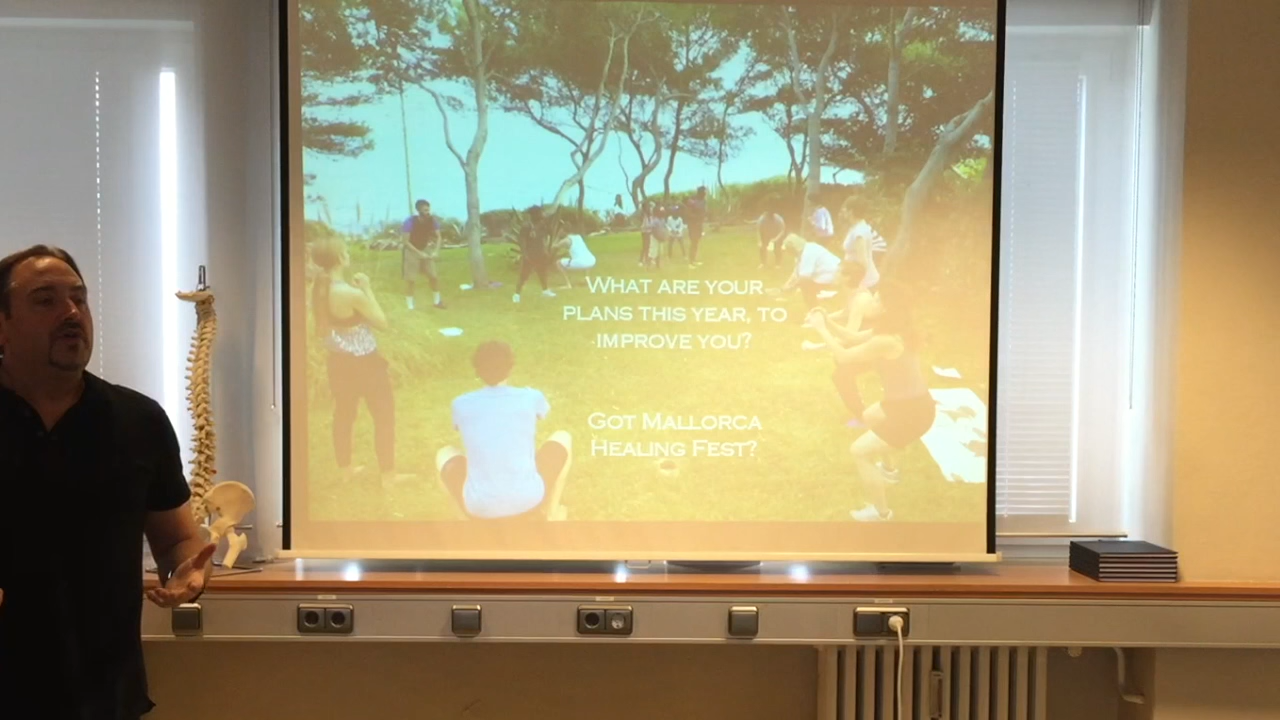 WHAT ARE YOUR
PLANS THIS YEAR, TO
IMPROVE YOU?
GOT MALLORCA
HEALING FEST?